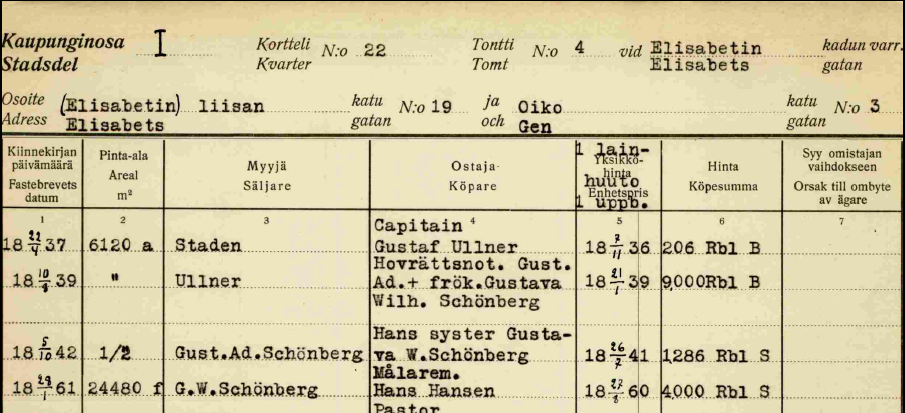 Kaupunginosa I Kortteli N:o 22 Tontti N:o 4 vid Elisabetin kadun varr.
Stadsdel Kvarter Tomt Elisabets gatan
Osoite (Elisabetin) liisan katu N:o 19 ja Oiko katu N:o 3
Adress Elisabets gatan och Gen gatan
Kiinnekirjan päivämäärä
Fastebrevets datum
Pinta-ala
Areal
m²
Myyjä
Säljare
Ostaja
Köpare
1 lain-
Yksikkö-
hinta
huuto
Enhetspris
1 uppb.
Hinta
Köpesumma
Syy omistajan
vaihdokseen
Orsak till ombyte
av ägare
1 2 3 4 5 6 7
Capitain
18 22/4 37 6120 a Staden Gustaf Ullner 18 7/11 36 206 Rbl B
Hovrättsnot. Gust.
18 10/8 39 " Ullner Ad.+ frök.Gustava 18 21/1 39 9,000Rbl B
Wilh. Schönberg
Hans syster Gusta-
18 5/10 42 1/2 Gust.Ad.Schönberg va W.Schönberg 18 26/7 41 1286 Rbl S
Målarem.
18 61 24480 f G.W.Schönberg Hans Hansen 18 60 4000 Rbl S
Pastor